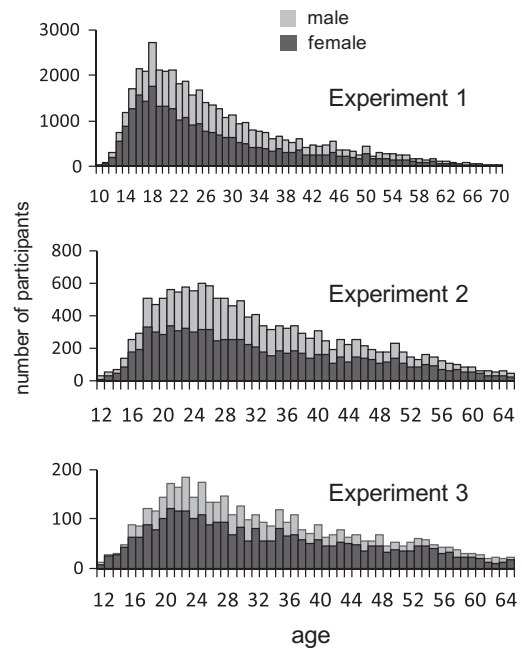 male
female
3000
2000
1000
0
Experiment 1
10 14 18 22 26 30 34 38 42 46 50 54 58 62 66 70
number of participants
800
600
400
200
0
Experiment 2
12 16 20 24 28 32 36 40 44 48 52 56 60 64
200
100
0
Experiment 3
12 16 20 24 28 32 36 40 44 48 52 56 60 64
age